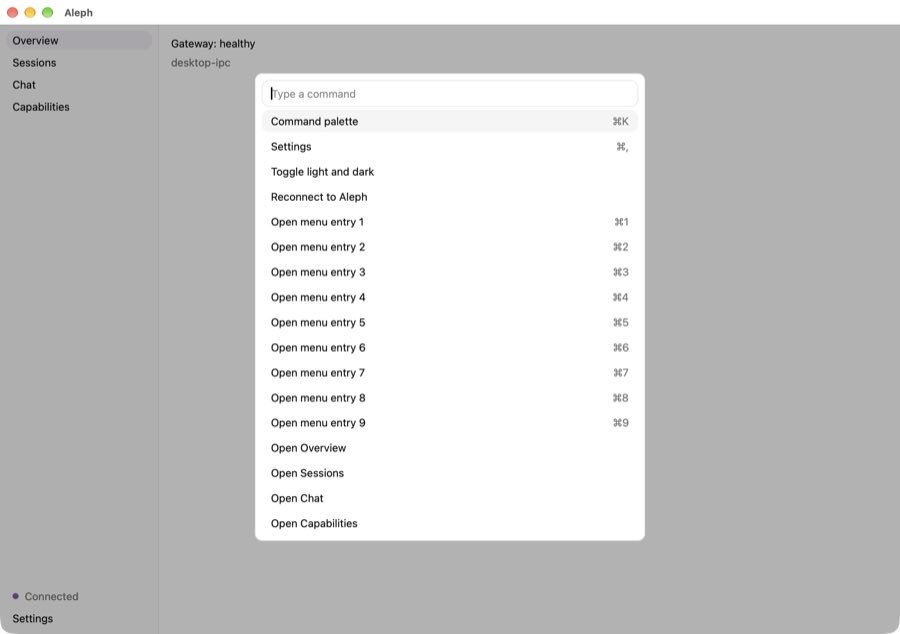 Aleph
Overview
Sessions
Chat
Capabilities
Gateway: healthy
desktop-ipc
Type a command
Command palette ⌘K
Settings ⌘,
Toggle light and dark
Reconnect to Aleph
Open menu entry 1 ⌘1
Open menu entry 2 ⌘2
Open menu entry 3 ⌘3
Open menu entry 4 ⌘4
Open menu entry 5 ⌘5
Open menu entry 6 ⌘6
Open menu entry 7 ⌘7
Open menu entry 8 ⌘8
Open menu entry 9 ⌘9
Open Overview
Open Sessions
Open Chat
Open Capabilities
Connected
Settings